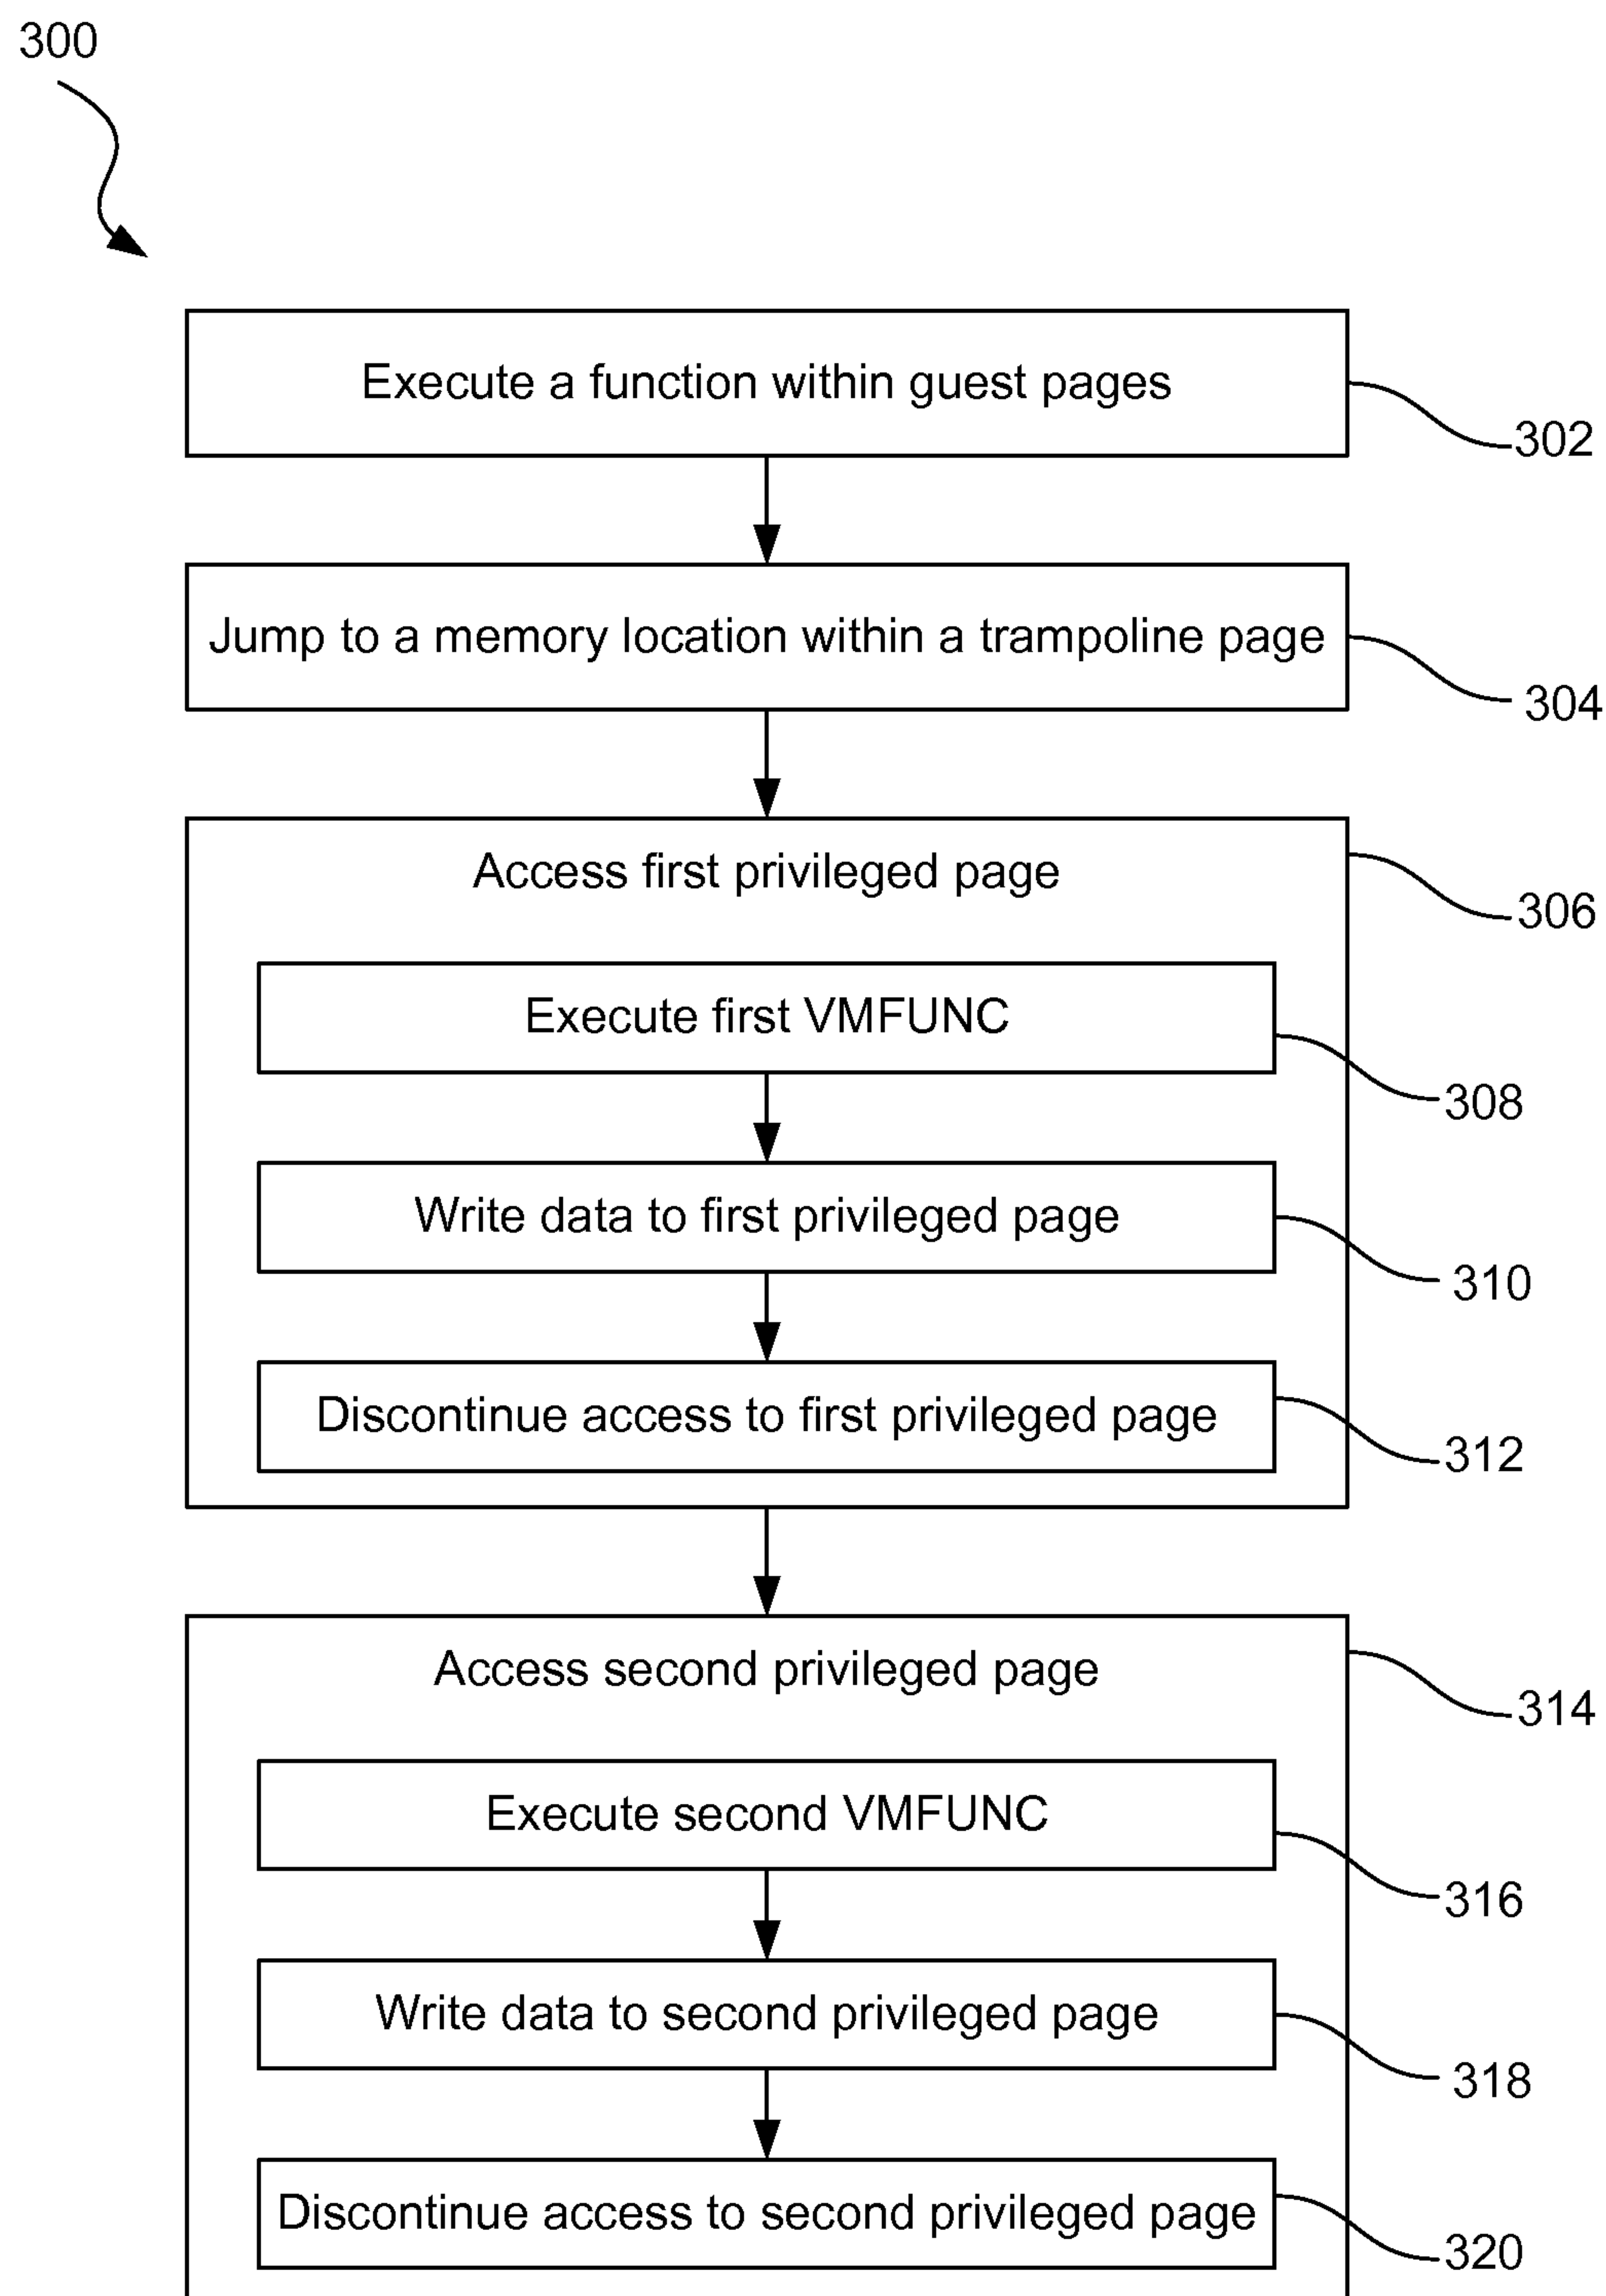 300
Execute a function within guest pages
302
Jump to a memory location within a trampoline page
304
Access first privileged page
306
Execute first VMFUNC
308
Write data to first privileged page
310
Discontinue access to first privileged page
312
Access second privileged page
314
Execute second VMFUNC
316
Write data to second privileged page
318
Discontinue access to second privileged page
320